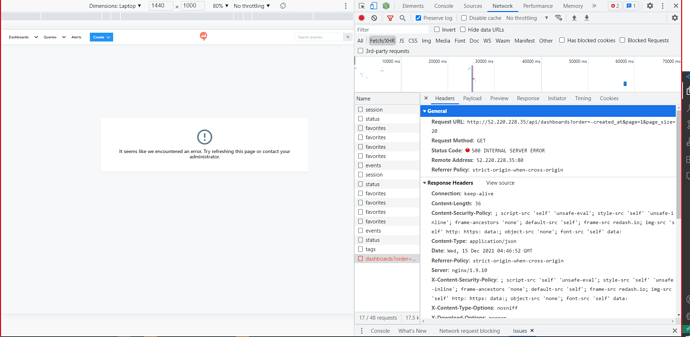 Dimensions: Laptop ▼ 1440 × 1000 80% ▼ No throttling ▼
Elements Console Sources Network Performance Memory » 2 1
Preserve log Disable cache No throttling ▼
Dashboards Queries Alerts Create
Search queries...
Filter Invert Hide data URLs
All Fetch/XHR JS CSS Img Media Font Doc WS Wasm Manifest Other Has blocked cookies Blocked Requests
3rd-party requests
10000 ms 20000 ms 30000 ms 40000 ms 50000 ms 60000 ms 70000 ms
It seems like we encountered an error. Try refreshing this page or contact your
administrator.
Name
session
status
favorites
favorites
favorites
events
session
status
favorites
favorites
favorites
events
status
tags
dashboards?order=...
17 / 48 requests 17.5
× Headers Payload Preview Response Initiator Timing Cookies
▼ General
Request URL: http://52.220.228.35/api/dashboards?order=-created_at&page=1&page_size=
20
Request Method: GET
Status Code: 500 INTERNAL SERVER ERROR
Remote Address: 52.220.228.35:80
Referrer Policy: strict-origin-when-cross-origin
▼ Response Headers View source
Connection: keep-alive
Content-Length: 36
Content-Security-Policy: ; script-src 'self' 'unsafe-eval'; style-src 'self' 'unsafe-i
nline'; frame-ancestors 'none'; default-src 'self'; frame-src redash.io; img-src 's
elf' http: https: data:; object-src 'none'; font-src 'self' data:
Content-Type: application/json
Date: Wed, 15 Dec 2021 04:46:52 GMT
Referrer-Policy: strict-origin-when-cross-origin
Server: nginx/1.9.10
X-Content-Security-Policy: ; script-src 'self' 'unsafe-eval'; style-src 'self' 'unsafe
-inline'; frame-ancestors 'none'; default-src 'self'; frame-src redash.io; img-src
'self' http: https: data:; object-src 'none'; font-src 'self' data:
X-Content-Type-Options: nosniff
X-Download-Options: noopen
Console What's New Network request blocking Issues ×